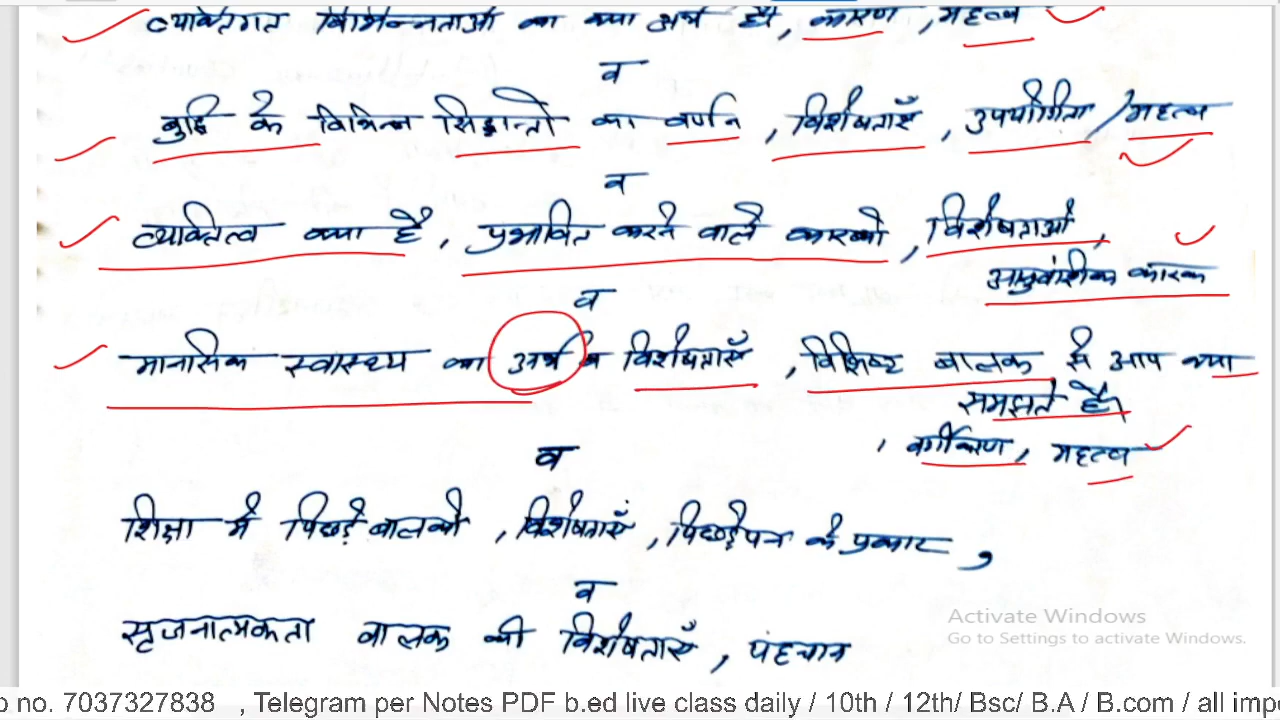 व्यक्तिगत विभिन्नताओं का क्या अर्थ है, कारण, महत्व
व
बुद्धि के विभिन्न सिद्धान्तो का वर्णन, विशेषताएँ, उपयोगिता / महत्व
व
व्यक्तित्व क्या है, प्रभावित करने वाले कारको, विशेषताओं,
आनुवांशिक कारक
व
मानसिक स्वास्थ्य का अर्थ व विशेषताएँ, विशिष्ट बालक से आप क्या
समझते है।
, वर्गीकरण, महत्व
व
शिक्षा मे पिछड़े बालको, विशेषताएँ, पिछड़ेपन के प्रकार,
व
सृजनात्मकता बालक की विशेषताएँ, पहचान
Activate Windows
Go to Settings to activate Windows.
no. 7037327838 , Telegram per Notes PDF b.ed live class daily / 10th / 12th/ Bsc/ B.A / B.com / all